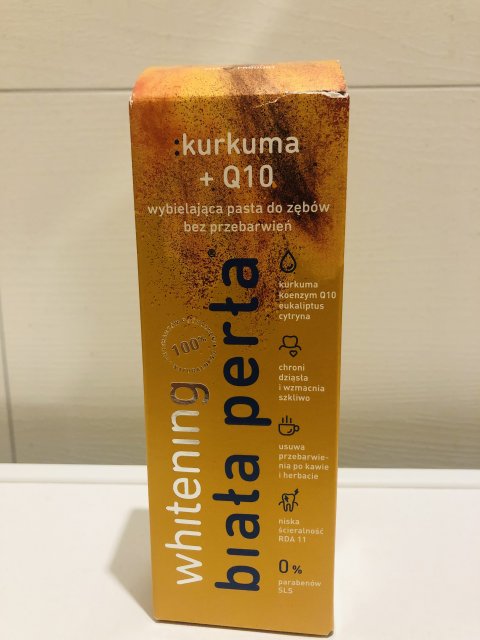 :kurkuma
+ Q10
wybielająca pasta do zębów
bez przebarwień
whitening
biała perła
100%
kurkuma
koenzym Q10
eukaliptus
cytryna
chroni
dziąsła
i wzmacnia
szkliwo
usuwa
przebarwie-
nia po kawie
i herbacie
niska
ścieralność
RDA 11
0 %
parabenów
SLS